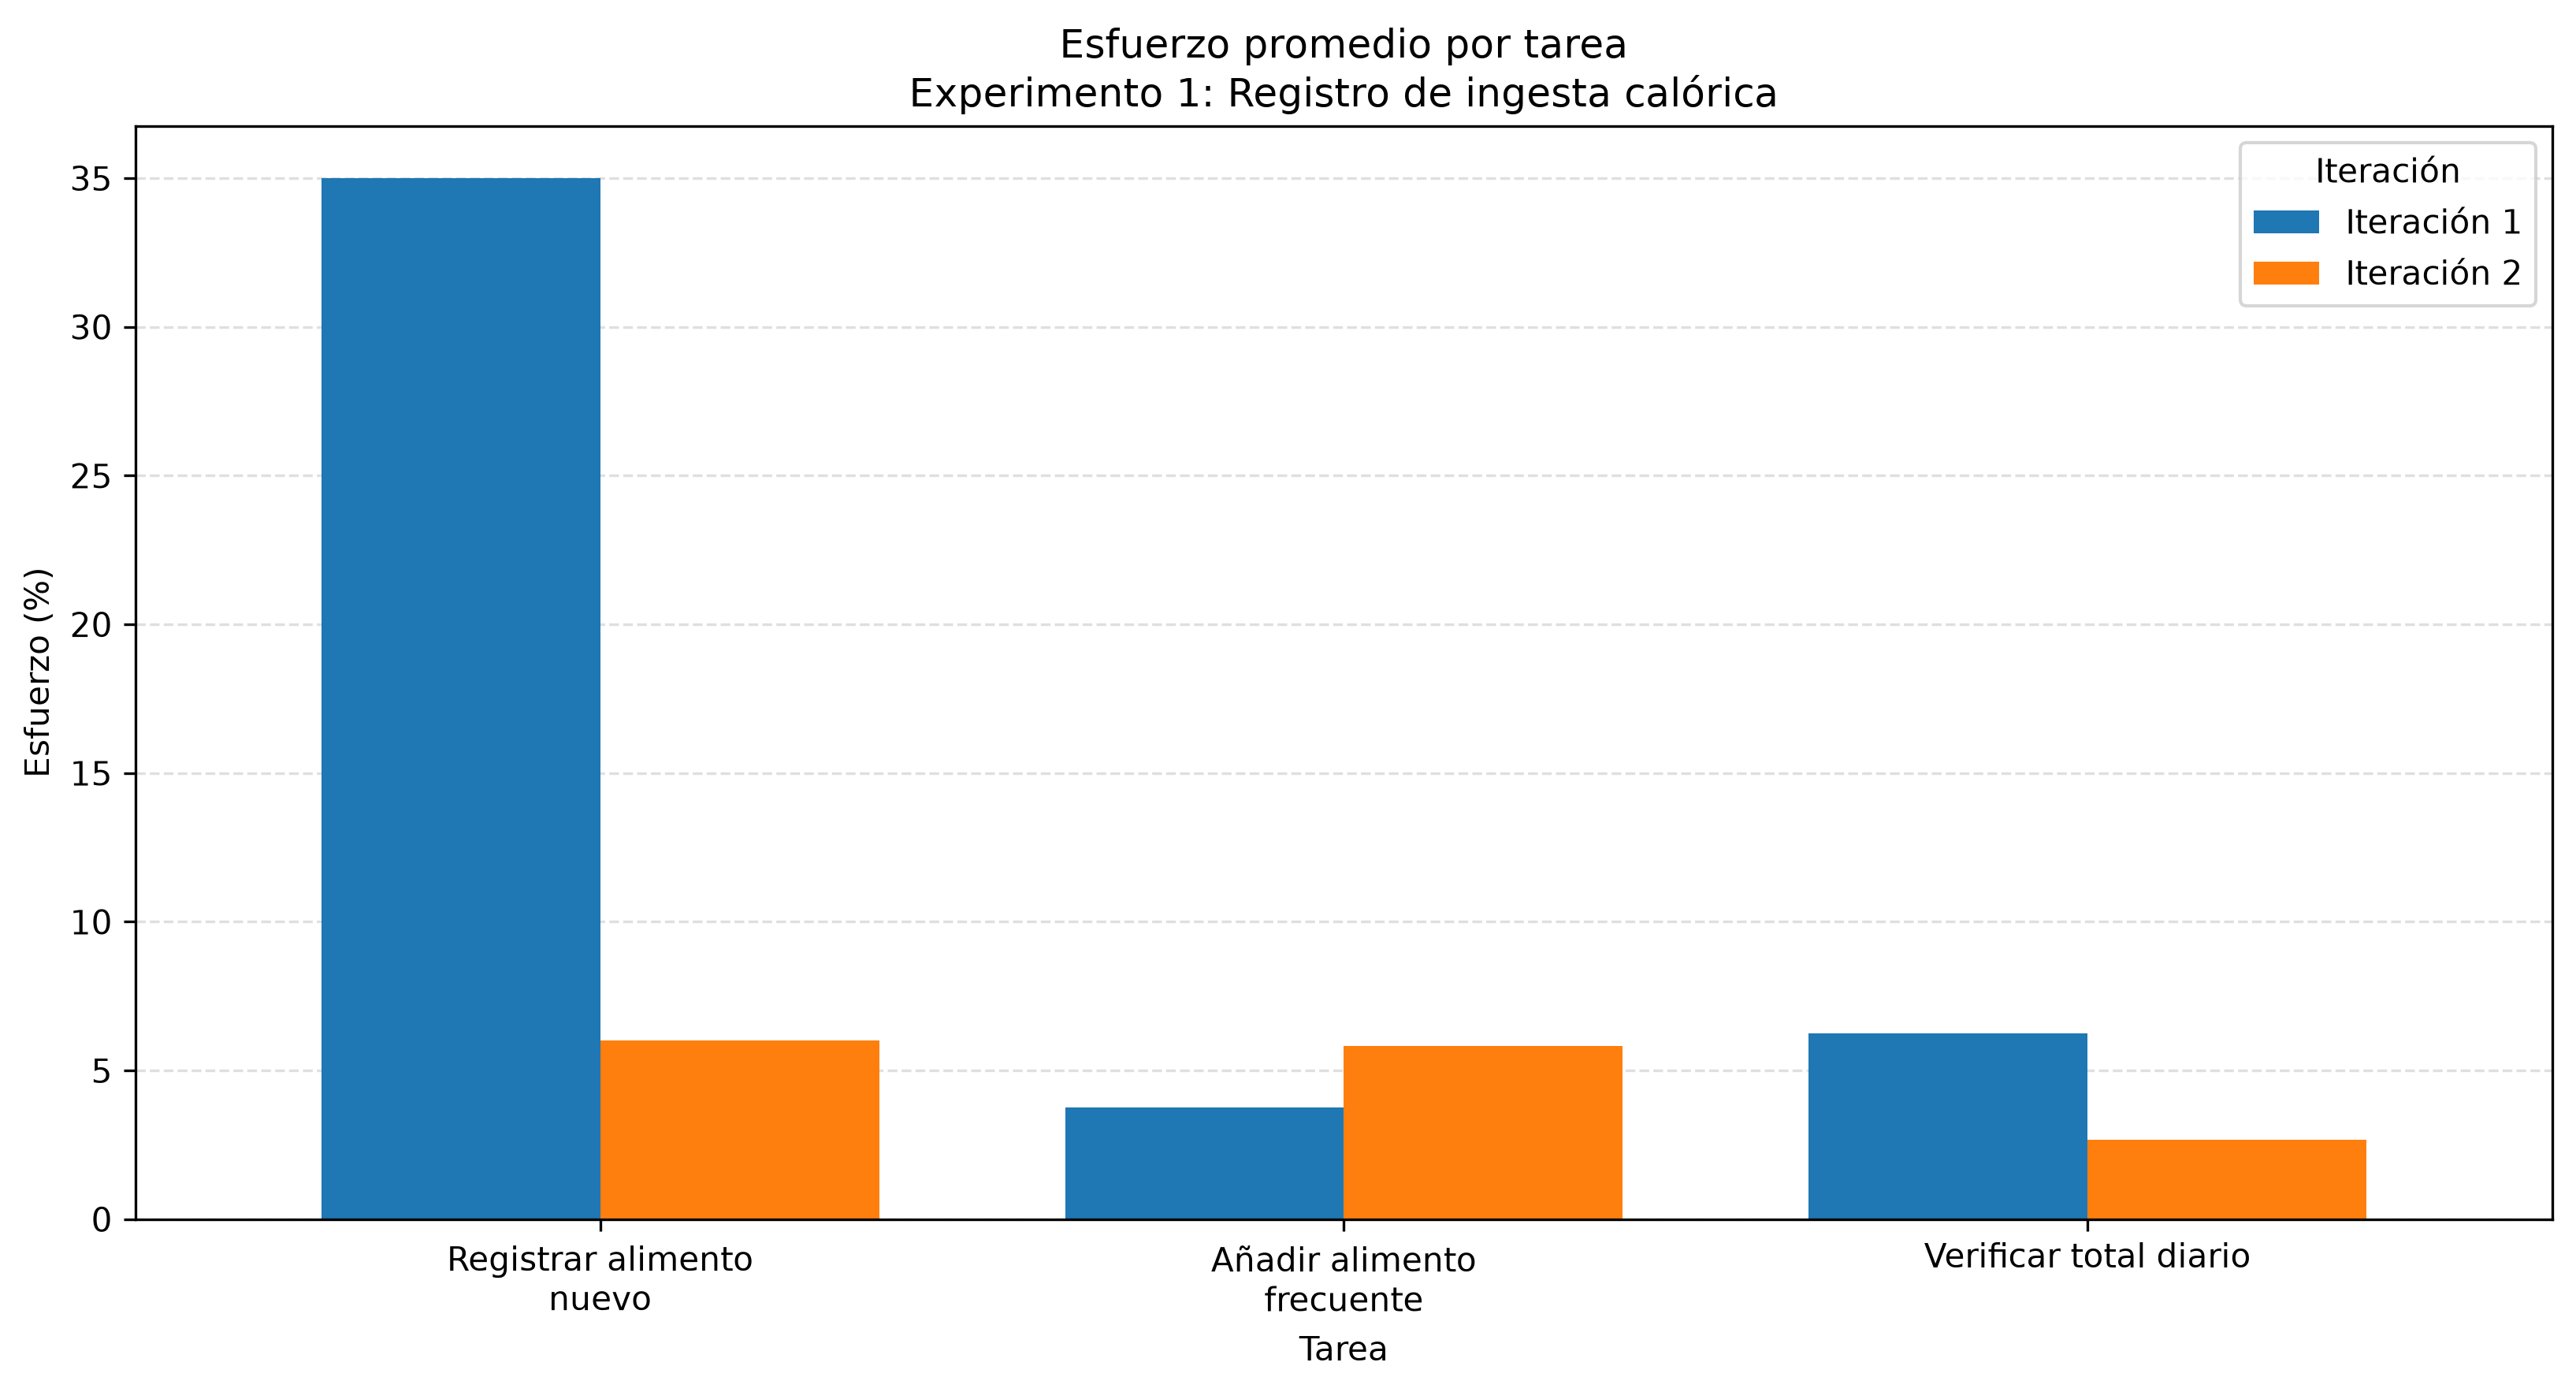 Esfuerzo promedio por tarea
Experimento 1: Registro de ingesta calórica
Iteración
Iteración 1
Iteración 2
Esfuerzo (%)
35
30
25
20
15
10
5
0
Registrar alimento
nuevo
Añadir alimento
frecuente
Verificar total diario
Tarea